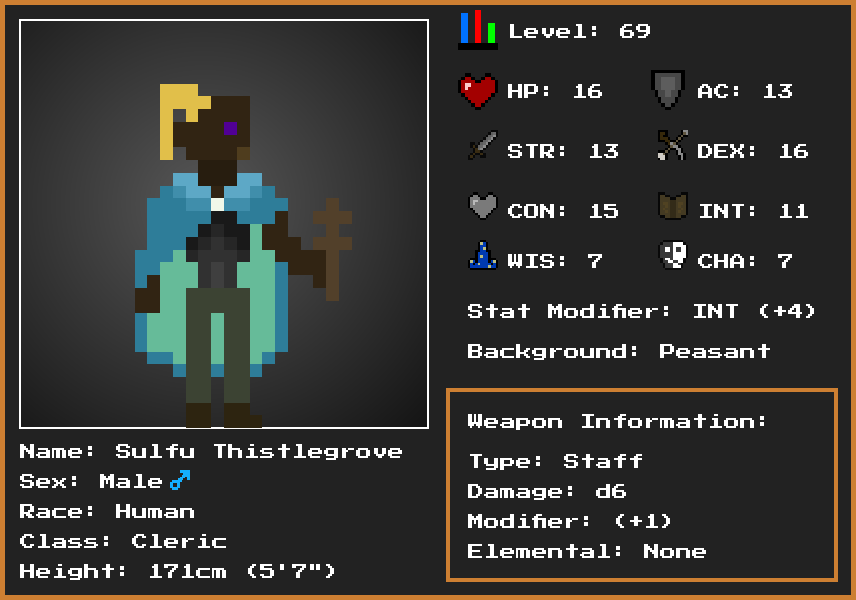 Level: 69
HP: 16
AC: 13
STR: 13
DEX: 16
CON: 15
INT: 11
WIS: 7
CHA: 7
Stat Modifier: INT (+4)
Background: Peasant
Weapon Information:
Type: Staff
Damage: d6
Modifier: (+1)
Elemental: None
Name: Sulfu Thistlegrove
Sex: Male♂
Race: Human
Class: Cleric
Height: 171cm (5'7")